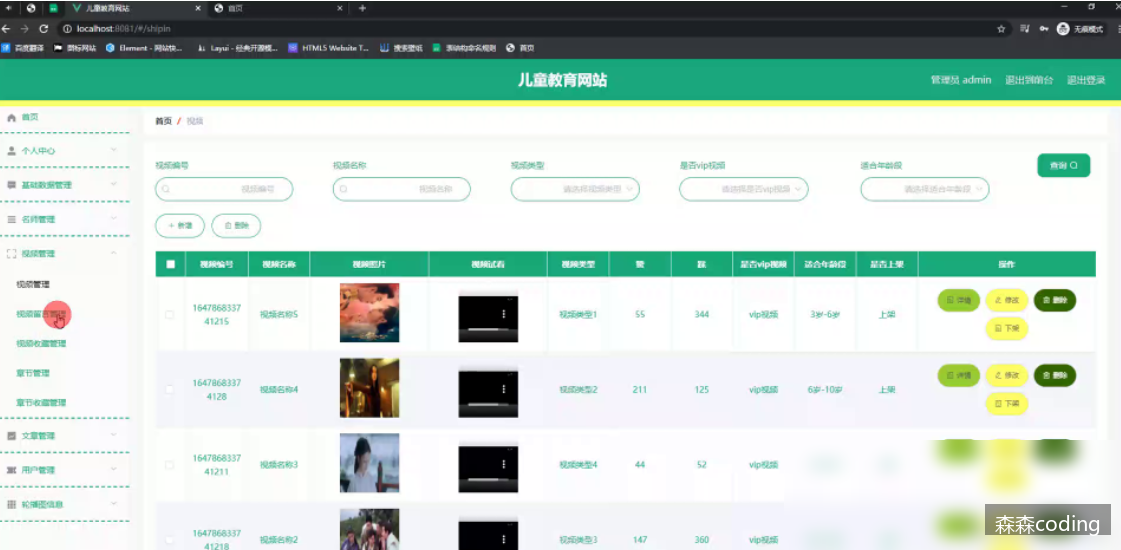 儿童教育网站
首页
localhost:8081/#/shipin
无痕模式
百度翻译
图标网站
Element - 网站快...
Layui - 经典开源模...
HTML5 Website T...
搜多壁纸
驱动的命名规则
首页
儿童教育网站
管理员 admin
退出到前台
退出登录
首页
个人中心
基础数据管理
名师管理
视频管理
视频管理
视频留言管理
视频收藏管理
章节管理
章节收藏管理
文章管理
用户管理
轮播图信息
首页 / 视频
视频编号
视频名称
视频类型
是否vip视频
适合年龄段
视频编号
视频名称
请选择视频类型
请选择是否vip视频
请选择适合年龄段
查询
+ 新增
删除
视频编号 视频名称 视频图片 视频试看 视频类型 赞 踩 是否vip视频 适合年龄段 是否上架 操作
1647868337
41215
视频名称5
视频类型1
55
344
vip视频
3岁-6岁
上架
详情
修改
删除
下架
1647868337
4128
视频名称4
视频类型2
211
125
vip视频
6岁-10岁
上架
详情
修改
删除
下架
1647868337
41211
视频名称3
视频类型4
44
52
vip视频
1647868337
41218
视频名称2
视频类型3
147
360
vip视频
森森coding